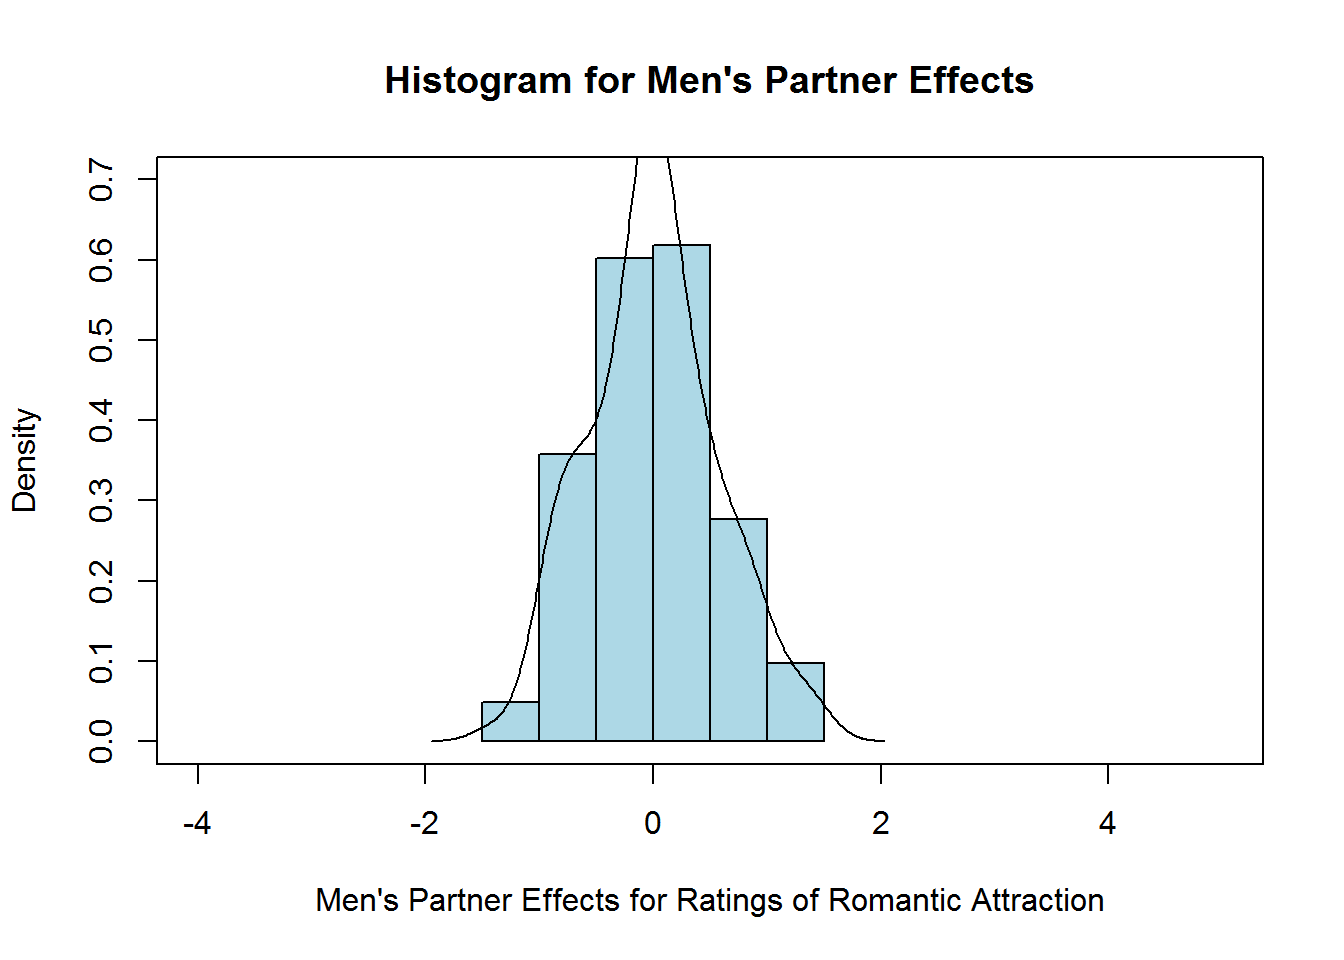 Histogram for Men's Partner Effects
0.7
0.6
0.5
0.4
0.3
0.2
0.1
0.0
Density
-4 -2 0 2 4
Men's Partner Effects for Ratings of Romantic Attraction